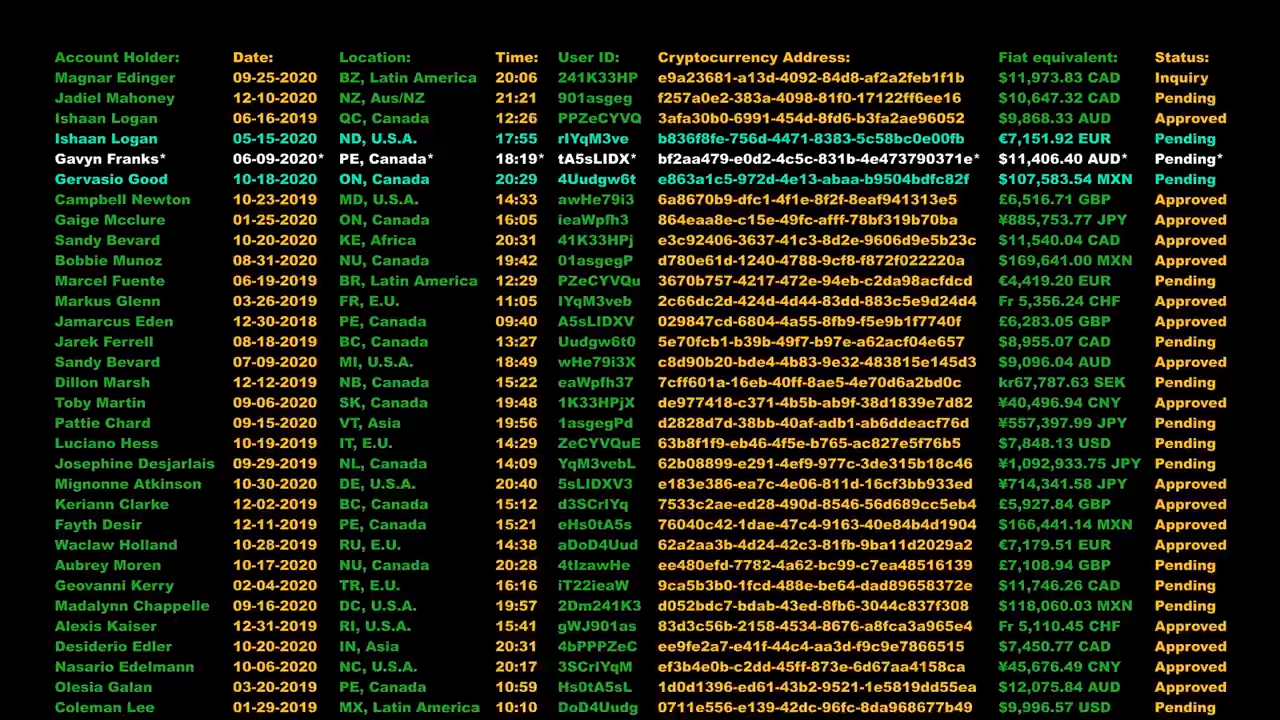 Account Holder: Date: Location: Time: User ID: Cryptocurrency Address: Fiat equivalent: Status:
Magnar Edinger 09-25-2020 BZ, Latin America 20:06 241K33HP e9a23681-a13d-4092-84d8-af2a2feb1f1b $11,973.83 CAD Inquiry
Jadiel Mahoney 12-10-2020 NZ, Aus/NZ 21:21 901asgeg f257a0e2-383a-4098-81f0-17122ff6ee16 $10,647.32 CAD Pending
Ishaan Logan 06-16-2019 QC, Canada 12:26 PPZeCYVQ 3afa30b0-6991-454d-8fd6-b3fa2ae96052 $9,868.33 AUD Approved
Ishaan Logan 05-15-2020 ND, U.S.A. 17:55 rIYqM3ve b836f8fe-756d-4471-8383-5c58bc0e00fb €7,151.92 EUR Pending
Gavyn Franks* 06-09-2020* PE, Canada* 18:19* tA5sLIDX* bf2aa479-e0d2-4c5c-831b-4e473790371e* $11,406.40 AUD* Pending*
Gervasio Good 10-18-2020 ON, Canada 20:29 4Uudgw6t e863a1c5-972d-4e13-abaa-b9504bdfc82f $107,583.54 MXN Pending
Campbell Newton 10-23-2019 MD, U.S.A. 14:33 awHe79i3 6a8670b9-dfc1-4f1e-8f2f-8eaf941313e5 £6,516.71 GBP Approved
Gaige Mcclure 01-25-2020 ON, Canada 16:05 ieaWpfh3 864eaa8e-c15e-49fc-afff-78bf319b70ba ¥885,753.77 JPY Approved
Sandy Bevard 10-20-2020 KE, Africa 20:31 41K33HPj e3c92406-3637-41c3-8d2e-9606d9e5b23c $11,540.04 CAD Approved
Bobbie Munoz 08-31-2020 NU, Canada 19:42 01asgegP d780e61d-1240-4788-9cf8-f872f022220a $169,641.00 MXN Approved
Marcel Fuente 06-19-2019 BR, Latin America 12:29 PZeCYVQu 3670b757-4217-472e-94eb-c2da98acfdcd €4,419.20 EUR Pending
Markus Glenn 03-26-2019 FR, E.U. 11:05 IYqM3veb 2c66dc2d-424d-4d44-83dd-883c5e9d24d4 Fr 5,356.24 CHF Approved
Jamarcus Eden 12-30-2018 PE, Canada 09:40 A5sLIDXV 029847cd-6804-4a55-8fb9-f5e9b1f7740f £6,283.05 GBP Approved
Jarek Ferrell 08-18-2019 BC, Canada 13:27 Uudgw6t0 5e70fcb1-b39b-49f7-b97e-a62acf04e657 $8,955.07 CAD Pending
Sandy Bevard 07-09-2020 MI, U.S.A. 18:49 wHe79i3X c8d90b20-bde4-4b83-9e32-483815e145d3 $9,096.04 AUD Approved
Dillon Marsh 12-12-2019 NB, Canada 15:22 eaWpfh37 7cff601a-16eb-40ff-8ae5-4e70d6a2bd0c kr67,787.63 SEK Pending
Toby Martin 09-06-2020 SK, Canada 19:48 1K33HPjX de977418-c371-4b5b-ab9f-38d1839e7d82 ¥40,496.94 CNY Approved
Pattie Chard 09-15-2020 VT, Asia 19:56 1asgegPd d2828d7d-38bb-40af-adb1-ab6ddeacf76d ¥557,397.99 JPY Pending
Luciano Hess 10-19-2019 IT, E.U. 14:29 ZeCYVQuE 63b8f1f9-eb46-4f5e-b765-ac827e5f76b5 $7,848.13 USD Pending
Josephine Desjarlais 09-29-2019 NL, Canada 14:09 YqM3vebL 62b08899-e291-4ef9-977c-3de315b18c46 ¥1,092,933.75 JPY Pending
Mignonne Atkinson 10-30-2020 DE, U.S.A. 20:40 5sLIDXV3 e183e386-ea7c-4e06-811d-16cf3bb933ed ¥714,341.58 JPY Approved
Keriann Clarke 12-02-2019 BC, Canada 15:12 d3SCrIYq 7533c2ae-ed28-490d-8546-56d689cc5eb4 £5,927.84 GBP Approved
Fayth Desir 12-11-2019 PE, Canada 15:21 eHs0tA5s 76040c42-1dae-47c4-9163-40e84b4d1904 $166,441.14 MXN Approved
Waclaw Holland 10-28-2019 RU, E.U. 14:38 aDoD4Uud 62a2aa3b-4d24-42c3-81fb-9ba11d2029a2 €7,179.51 EUR Approved
Aubrey Moren 10-17-2020 NU, Canada 20:28 4tIzawHe ee480efd-7782-4a62-bc99-c7ea48516139 £7,108.94 GBP Pending
Geovanni Kerry 02-04-2020 TR, E.U. 16:16 iT22ieaW 9ca5b3b0-1fcd-488e-be64-dad89658372e $11,746.26 CAD Pending
Madalynn Chappelle 09-16-2020 DC, U.S.A. 19:57 2Dm241K3 d052bdc7-bdab-43ed-8fb6-3044c837f308 $118,060.03 MXN Pending
Alexis Kaiser 12-31-2019 RI, U.S.A. 15:41 gWJ901as 83d3c56b-2158-4534-8676-a8fca3a965e4 Fr 5,110.45 CHF Approved
Desiderio Edler 10-20-2020 IN, Asia 20:31 4bPPPZeC ee9fe2a7-e41f-44c4-aa3d-f9c9e7866515 $7,450.77 CAD Approved
Nasario Edelmann 10-06-2020 NC, U.S.A. 20:17 3SCrIYqM ef3b4e0b-c2dd-45ff-873e-6d67aa4158ca ¥45,676.49 CNY Approved
Olesia Galan 03-20-2019 PE, Canada 10:59 Hs0tA5sL 1d0d1396-ed61-43b2-9521-1e5819dd55ea $12,075.84 AUD Approved
Coleman Lee 01-29-2019 MX, Latin America 10:10 DoD4Uudg 0711e556-e139-42dc-96fc-8da968677b49 $9,996.57 USD Pending